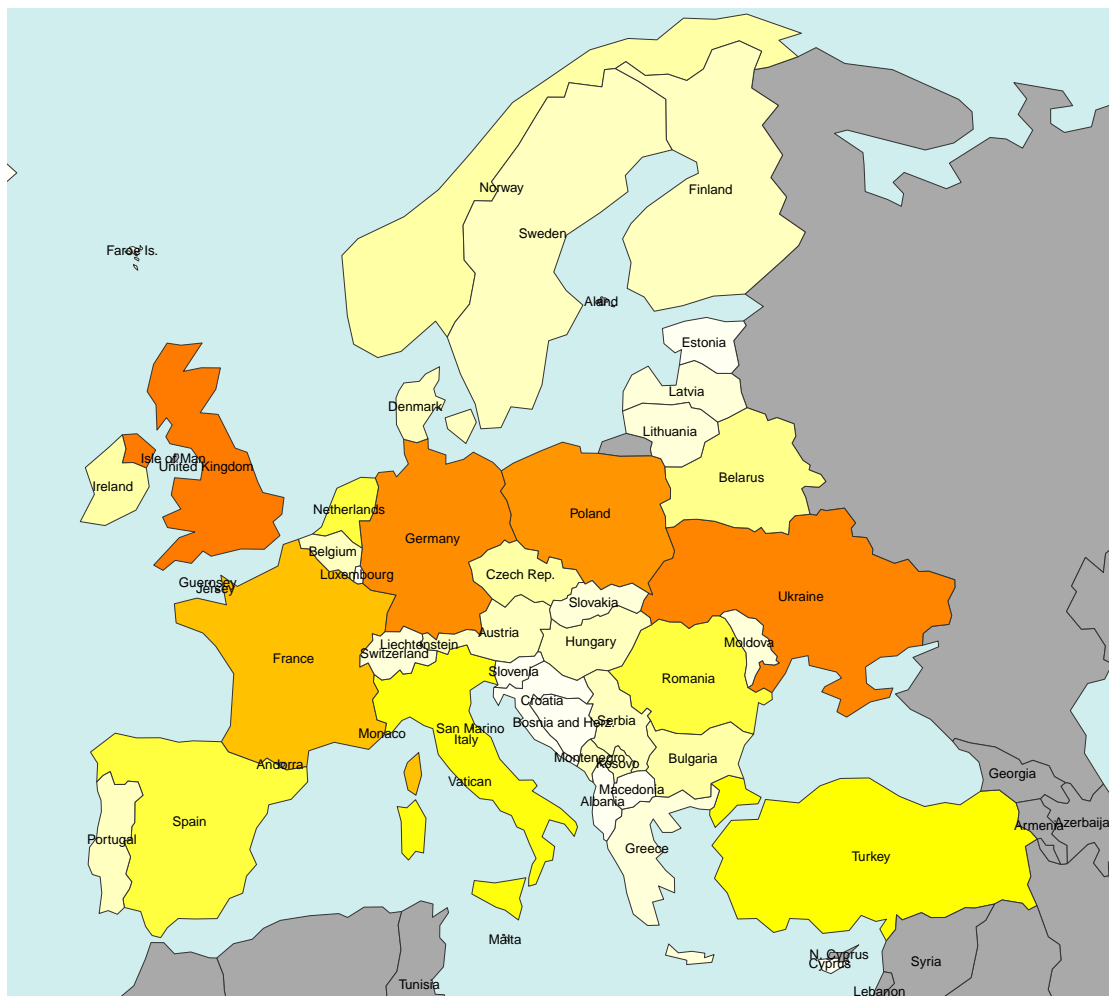 Norway
Finland
Sweden
Faroe Is.
Aland
Estonia
Latvia
Denmark
Lithuania
Isle of Man
United Kingdom
Ireland
Belarus
Netherlands
Poland
Germany
Belgium
Luxembourg
Czech Rep.
Guernsey
Jersey
Slovakia
Ukraine
Austria
Hungary
Moldova
Liechtenstein
Switzerland
France
Slovenia
Romania
Croatia
San Marino
Bosnia and Herz.
Serbia
Monaco
Italy
Montenegro
Kosovo
Bulgaria
Andorra
Vatican
Macedonia
Georgia
Albania
Spain
Armenia
Azerbaija
Portugal
Greece
Turkey
Malta
N. Cyprus
Cyprus
Syria
Tunisia
Lebanon